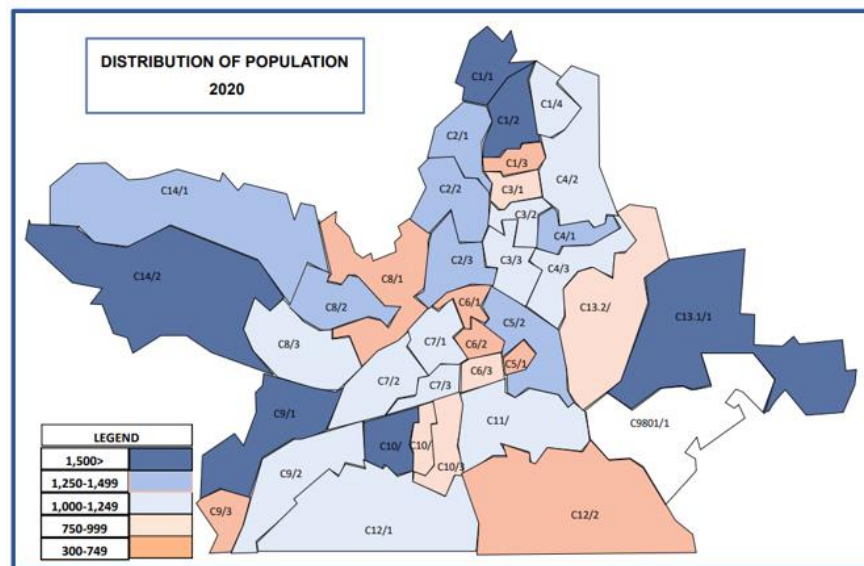 DISTRIBUTION OF POPULATION
2020
C1/1
C1/2
C1/4
C2/1
C1/3
C4/2
C3/1
C14/1
C2/2
C3/2
C4/1
C14/2
C8/1
C2/3
C3/3
C4/3
C8/2
C6/1
C13.2/
C13.1/1
C5/2
C8/3
C7/1
C6/2
C5/1
C6/3
C7/2
C7/3
C9/1
C11/
C9801/1
C10/
C10/
C10/3
C9/2
C9/3
C12/1
C12/2
LEGEND
1,500>
1,250-1,499
1,000-1,249
750-999
300-749